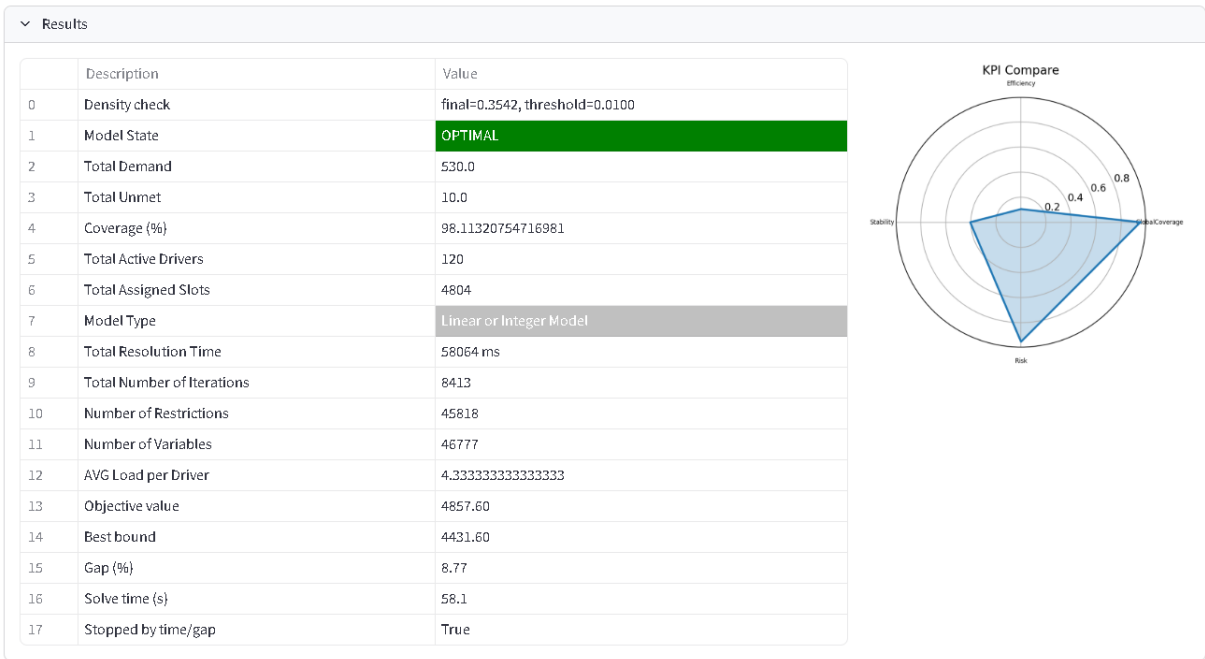 Results
Description Value
0 Density check final=0.3542, threshold=0.0100
1 Model State OPTIMAL
2 Total Demand 530.0
3 Total Unmet 10.0
4 Coverage (%) 98.11320754716981
5 Total Active Drivers 120
6 Total Assigned Slots 4804
7 Model Type Linear or Integer Model
8 Total Resolution Time 58064 ms
9 Total Number of Iterations 8413
10 Number of Restrictions 45818
11 Number of Variables 46777
12 AVG Load per Driver 4.333333333333333
13 Objective value 4857.60
14 Best bound 4431.60
15 Gap (%) 8.77
16 Solve time (s) 58.1
17 Stopped by time/gap True
KPI Compare
Efficiency
0.8
0.6
0.4
0.2
Stability
GlobalCoverage
Risk